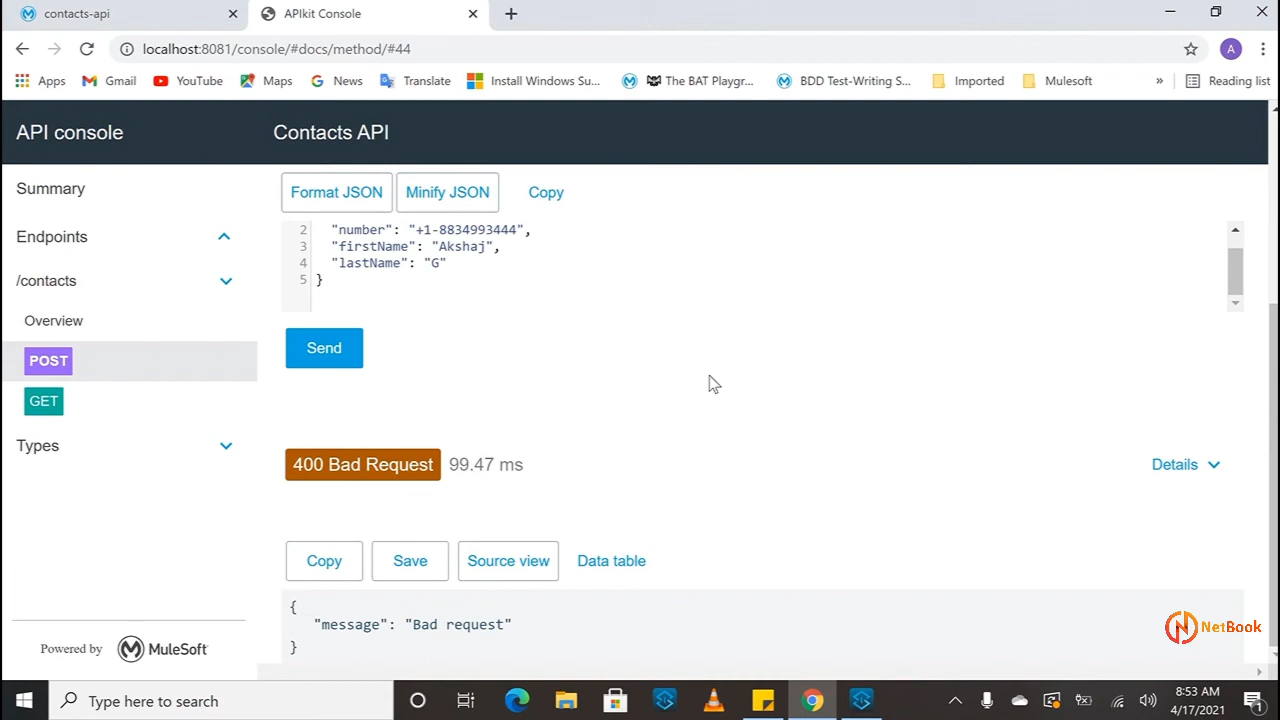 contacts-api
APIkit Console
localhost:8081/console/#docs/method/#44
A
Apps
Gmail
YouTube
Maps
News
Translate
Install Windows Su...
The BAT Playgr...
BDD Test-Writing S...
Imported
Mulesoft
»
Reading list
API console
Contacts API
Summary
Endpoints
/contacts
Overview
POST
GET
Types
Powered by
MuleSoft
Format JSON
Minify JSON
Copy
2 "number": "+1-8834993444",
3 "firstName": "Akshaj",
4 "lastName": "G"
5 }
Send
400 Bad Request 99.47 ms
Details
Copy
Save
Source view
Data table
{
"message": "Bad request"
}
NetBook
Type here to search
8:53 AM
4/17/2021
1